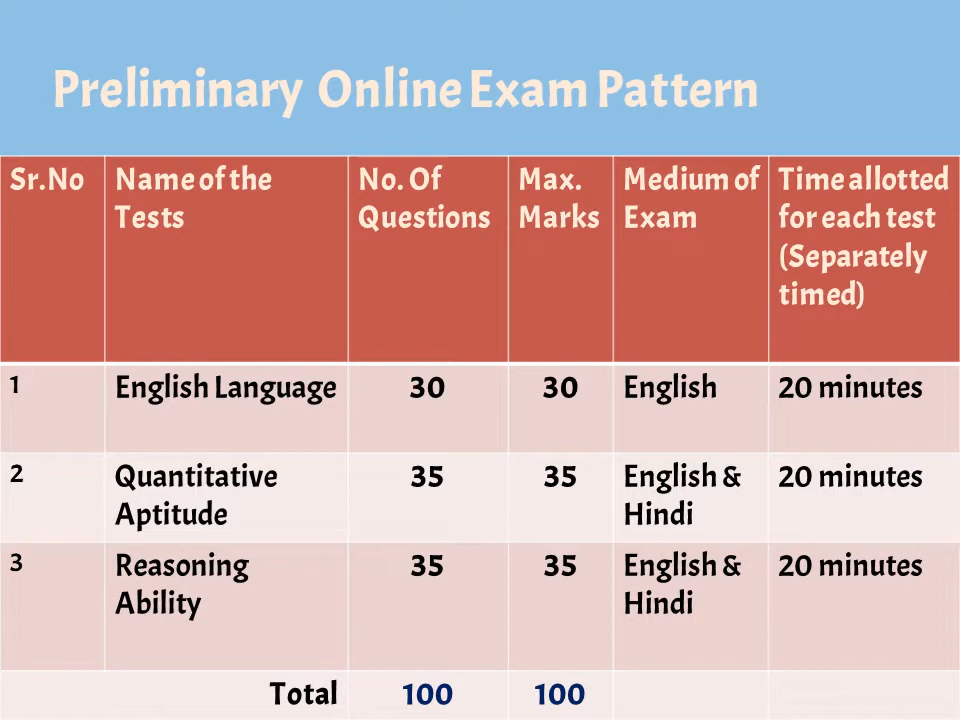 Preliminary Online Exam Pattern
Sr.No Name of the Tests No. Of Questions Max. Marks Medium of Exam Time allotted for each test (Separately timed)
1 English Language 30 30 English 20 minutes
2 Quantitative Aptitude 35 35 English & Hindi 20 minutes
3 Reasoning Ability 35 35 English & Hindi 20 minutes
Total 100 100